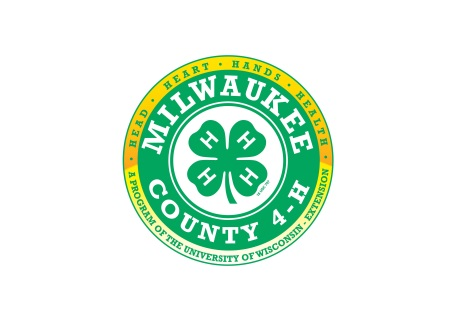 · HEAD · HEART · HANDS · HEALTH ·
MILWAUKEE
H H
H H
COUNTY 4-H
A PROGRAM OF THE UNIVERSITY OF WISCONSIN - EXTENSION